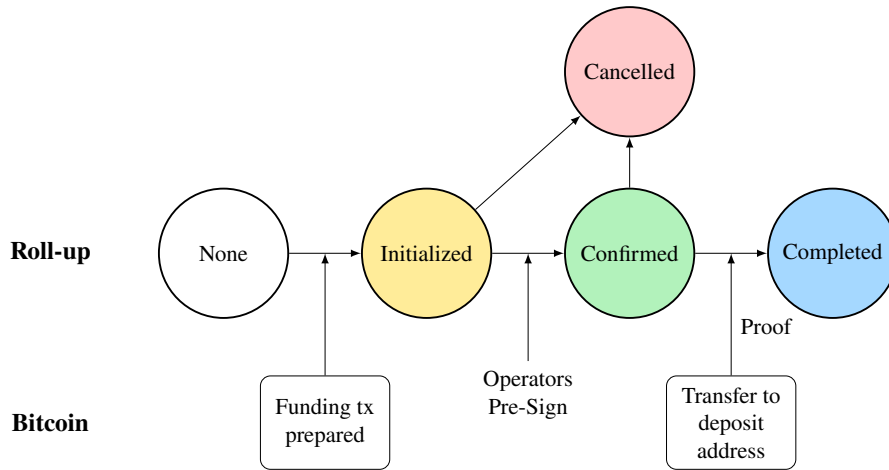 Cancelled
Roll-up
None
Initialized
Confirmed
Completed
Proof
Bitcoin
Funding tx
prepared
Operators
Pre-Sign
Transfer to
deposit
address